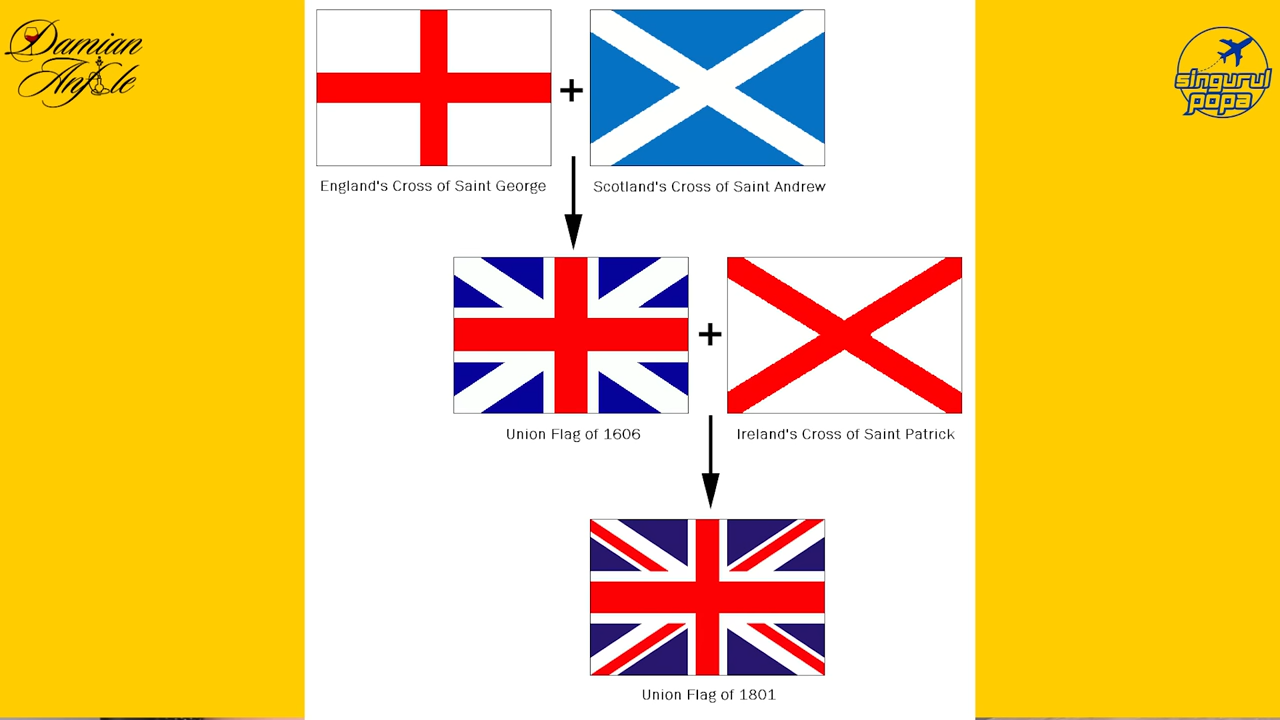 Damian
Anfile
singurul
popa
+
England's Cross of Saint George
Scotland's Cross of Saint Andrew
+
Union Flag of 1606
Ireland's Cross of Saint Patrick
Union Flag of 1801